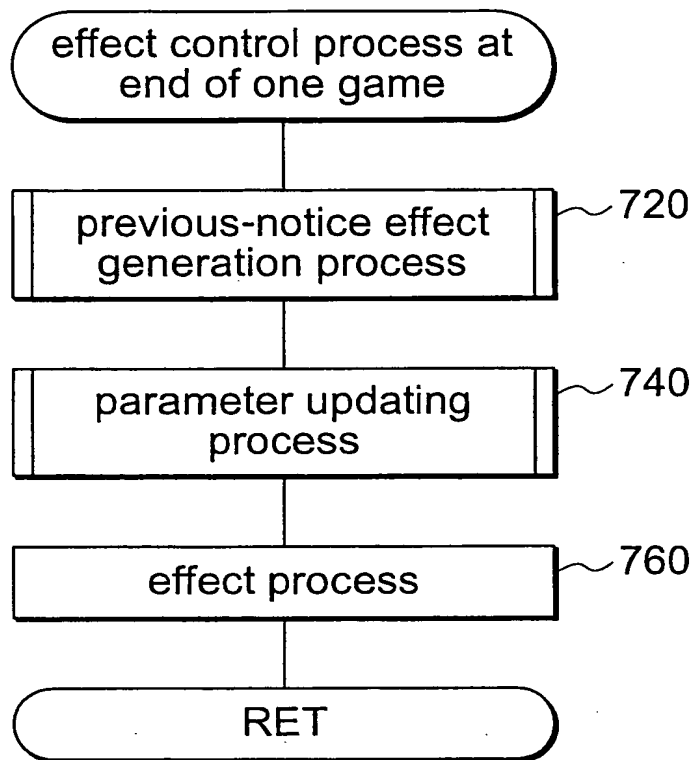 effect control process at
end of one game
previous-notice effect
generation process
720
parameter updating
process
740
effect process
760
RET